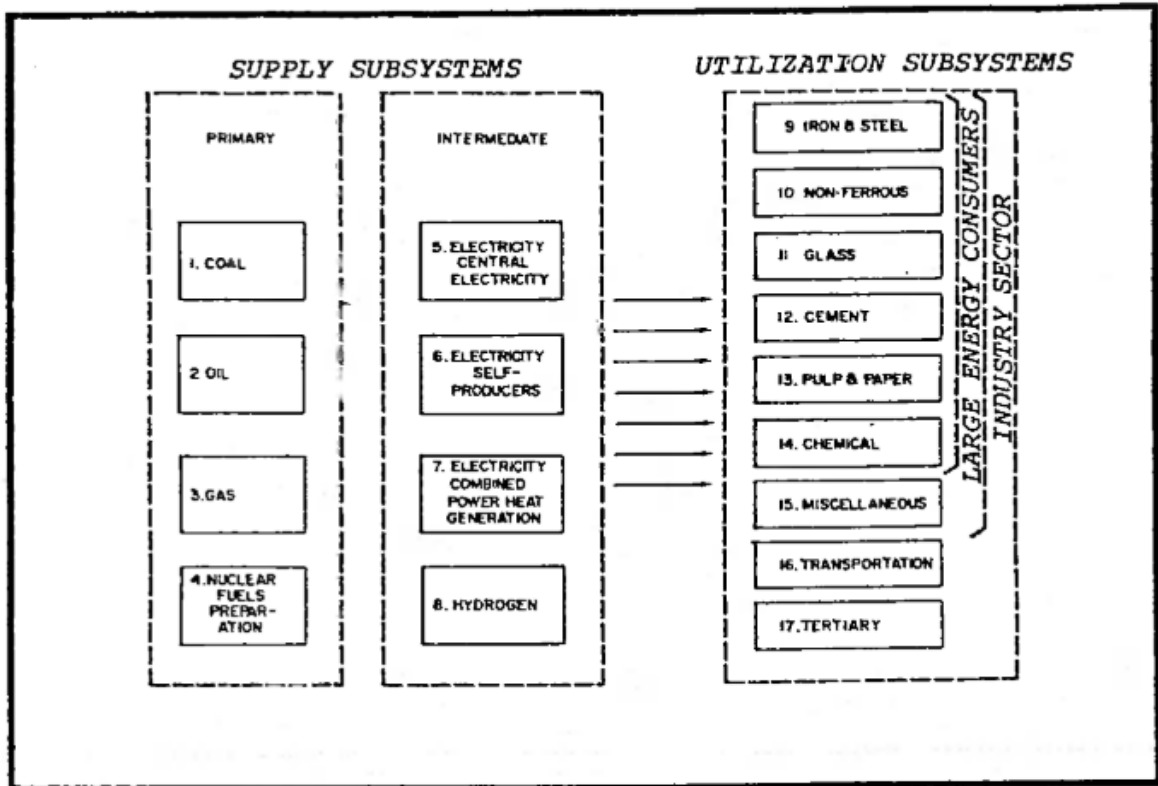 SUPPLY SUBSYSTEMS
UTILIZATION SUBSYSTEMS
PRIMARY
1. COAL
2 OIL
3. GAS
4. NUCLEAR
FUELS
PREPAR-
ATION
INTERMEDIATE
5. ELECTRICITY
CENTRAL
ELECTRICITY
6. ELECTRICITY
SELF-
PRODUCERS
7. ELECTRICITY
COMBINED
POWER HEAT
GENERATION
8. HYDROGEN
9 IRON & STEEL
10 NON-FERROUS
11 GLASS
12. CEMENT
13. PULP & PAPER
14. CHEMICAL
15. MISCELLANEOUS
16. TRANSPORTATION
17. TERTIARY
LARGE ENERGY CONSUMERS
INDUSTRY SECTOR